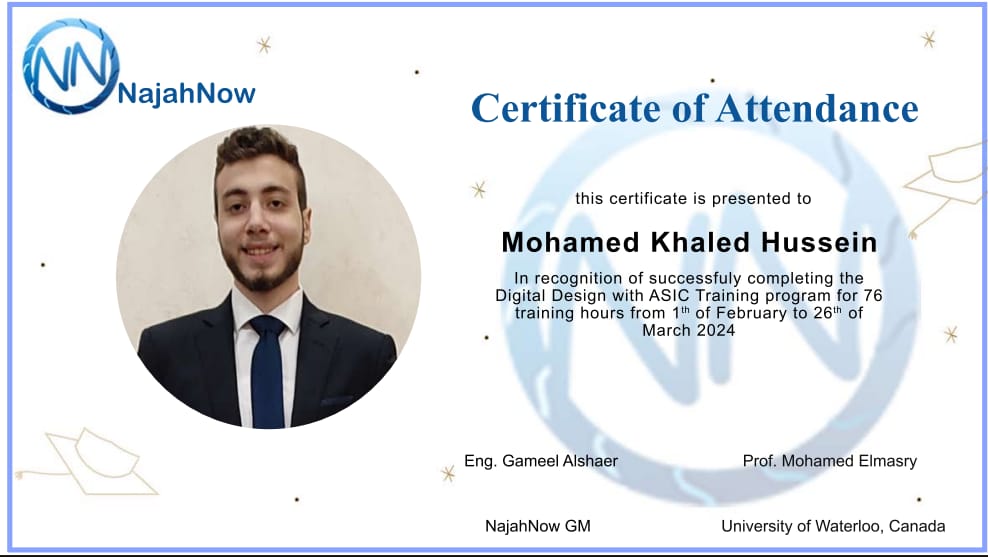 NN
NajahNow
Certificate of Attendance
this certificate is presented to
Mohamed Khaled Hussein
In recognition of successfuly completing the
Digital Design with ASIC Training program for 76
training hours from 1th of February to 26th of
March 2024
NN
Eng. Gameel Alshaer
Prof. Mohamed Elmasry
NajahNow GM
University of Waterloo, Canada